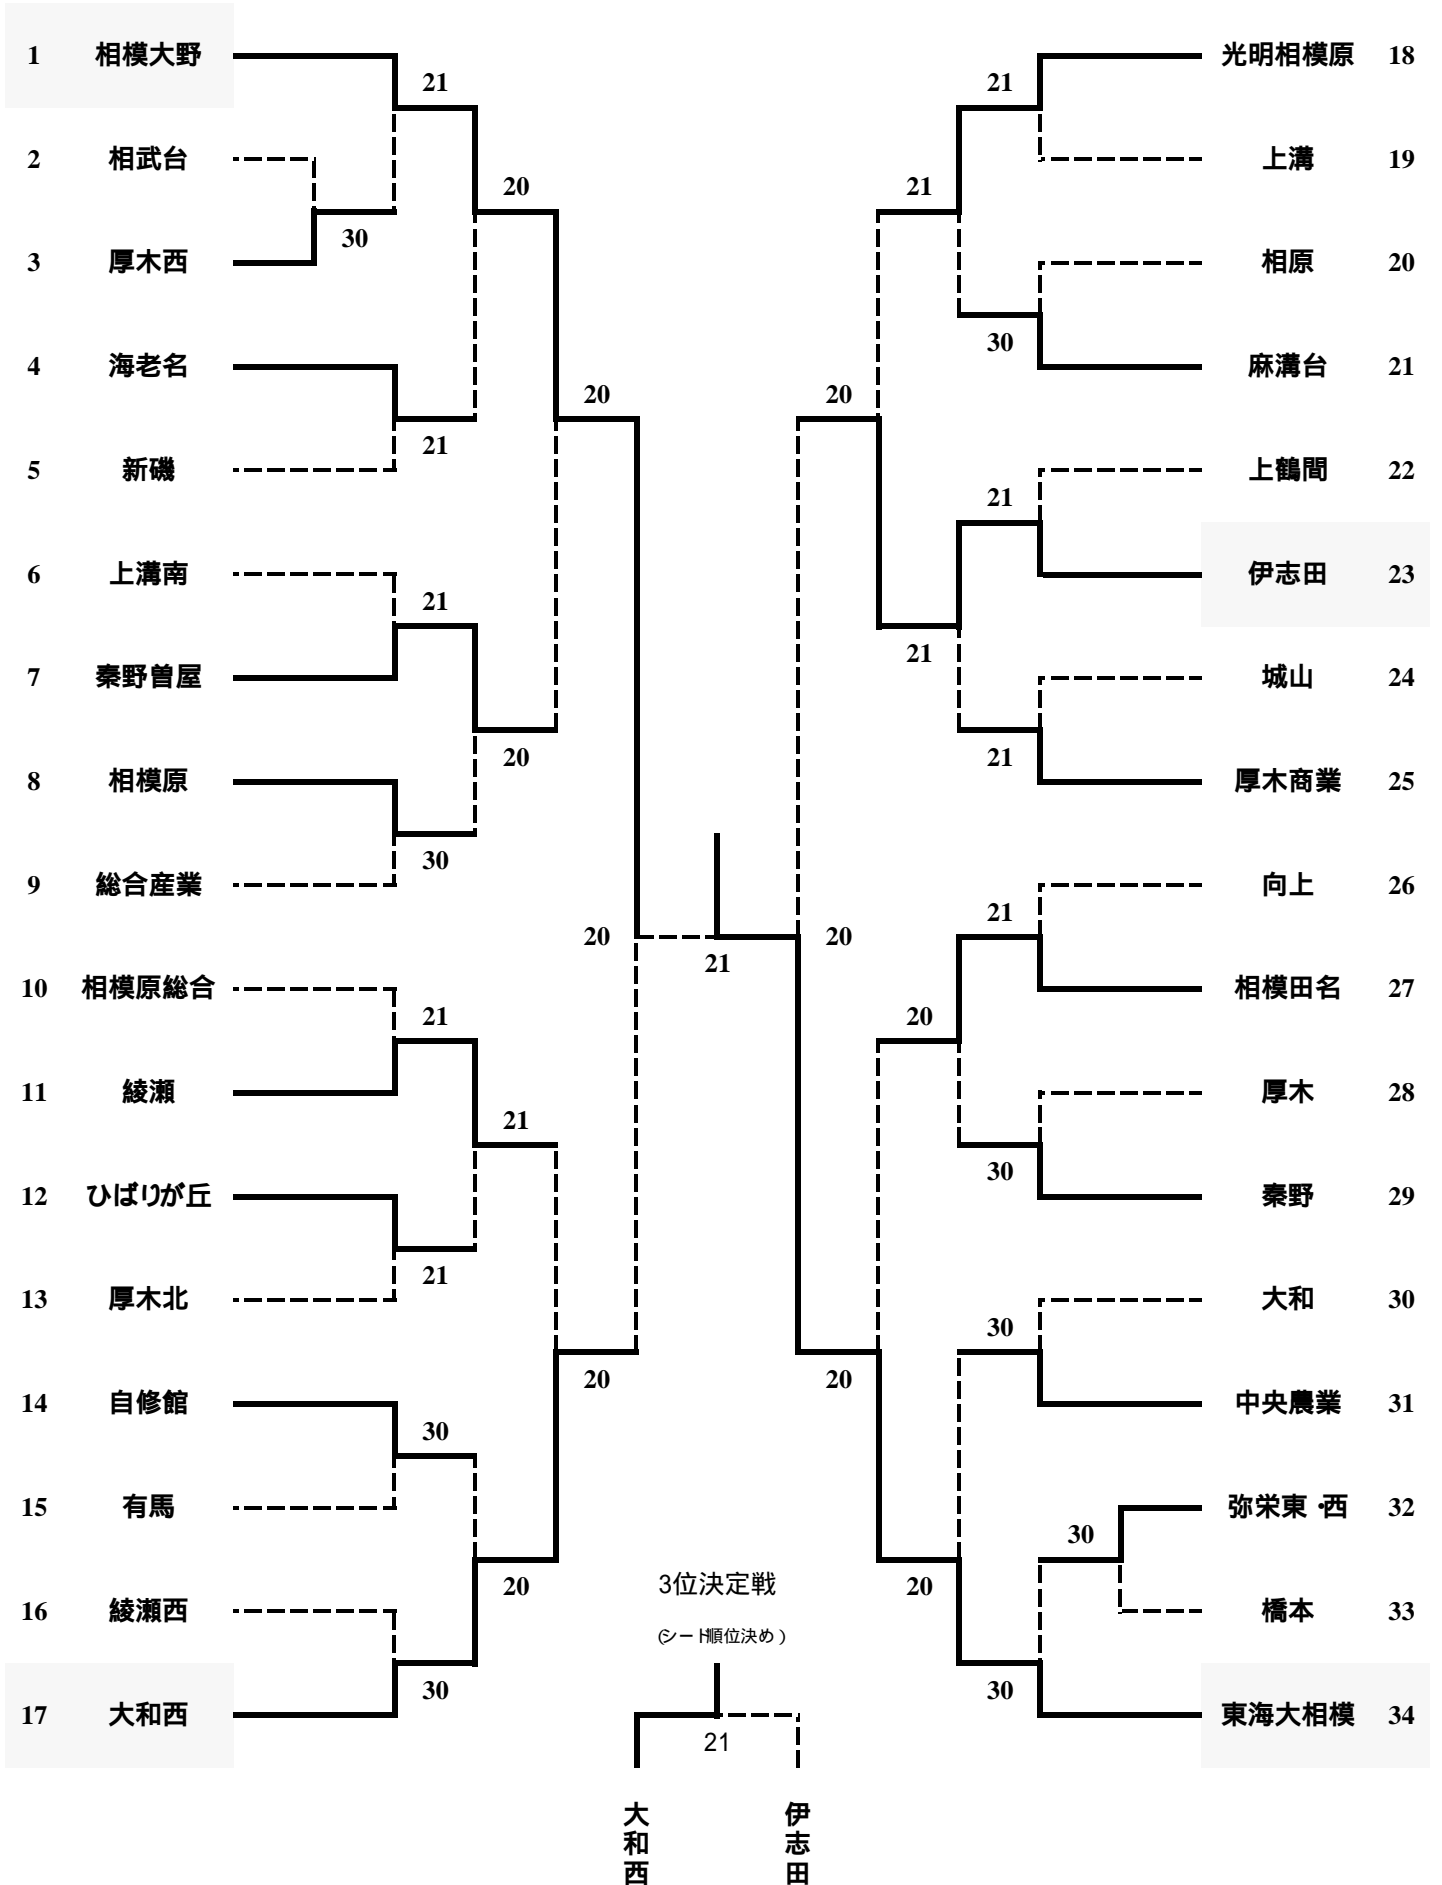 1 相模大野
21
2 相武台
20
30
3 厚木西
4 海老名
20
21
5 新磯
6 上溝南
21
7 秦野曽屋
20
8 相模原
30
9 総合産業
20
10 相模原総合
21
11 綾瀬
21
12 ひばりが丘
21
13 厚木北
20
14 自修館
30
15 有馬
20
16 綾瀬西
30
17 大和西
21
光明相模原 18
21
上溝 19
21
相原 20
30
麻溝台 21
20
上鶴間 22
21
伊志田 23
21
城山 24
21
厚木商業 25
向上 26
21
20
相模田名 27
20
厚木 28
30
秦野 29
大和 30
30
20
中央農業 31
弥栄東・西 32
30
20
橋本 33
30
東海大相模 34
3位決定戦
(シード順位決め)
21
大和西
伊志田